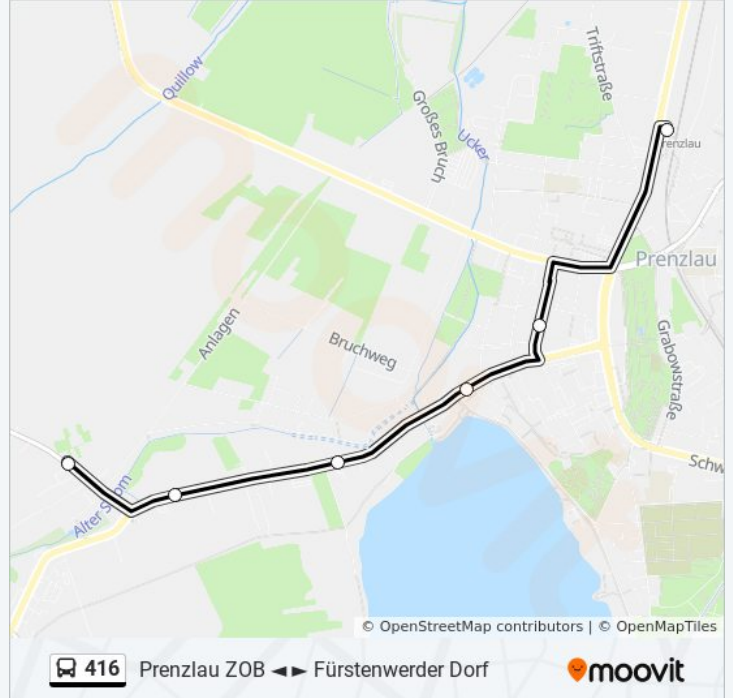 Quillow
Großes Bruch
Ucker
Triftstraße
renzlau
Prenzlau
Anlagen
Bruchweg
Grabowstraße
Alter Strom
Schw
© OpenStreetMap contributors | © OpenMapTiles
416 Prenzlau ZOB ◄► Fürstenwerder Dorf moovit